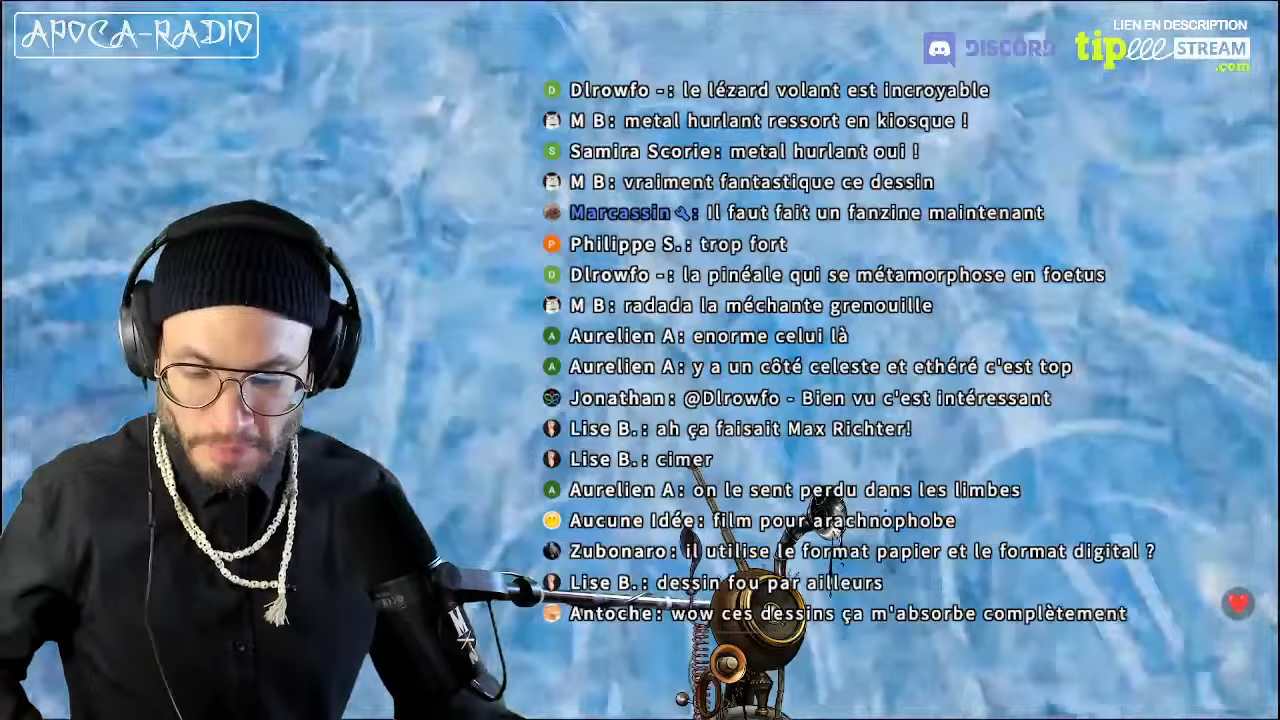 APOCA-RADIO
LIEN EN DESCRIPTION
DISCORD
tipeee STREAM
.com
D Dlrowfo -: le lézard volant est incroyable
M B: metal hurlant ressort en kiosque !
S Samira Scorie: metal hurlant oui !
M B: vraiment fantastique ce dessin
Marcassin: Il faut fait un fanzine maintenant
P Philippe S.: trop fort
D Dlrowfo -: la pinéale qui se métamorphose en foetus
M B: radada la méchante grenouille
A Aurelien A: enorme celui là
A Aurelien A: y a un côté celeste et ethéré c'est top
Jonathan: @Dlrowfo - Bien vu c'est intéressant
Lise B.: ah ça faisait Max Richter!
Lise B.: cimer
A Aurelien A: on le sent perdu dans les limbes
Aucune Idée: film pour arachnophobe
Zubonaro: il utilise le format papier et le format digital ?
Lise B.: dessin fou par ailleurs
Antoche: wow ces dessins ça m'absorbe complètement